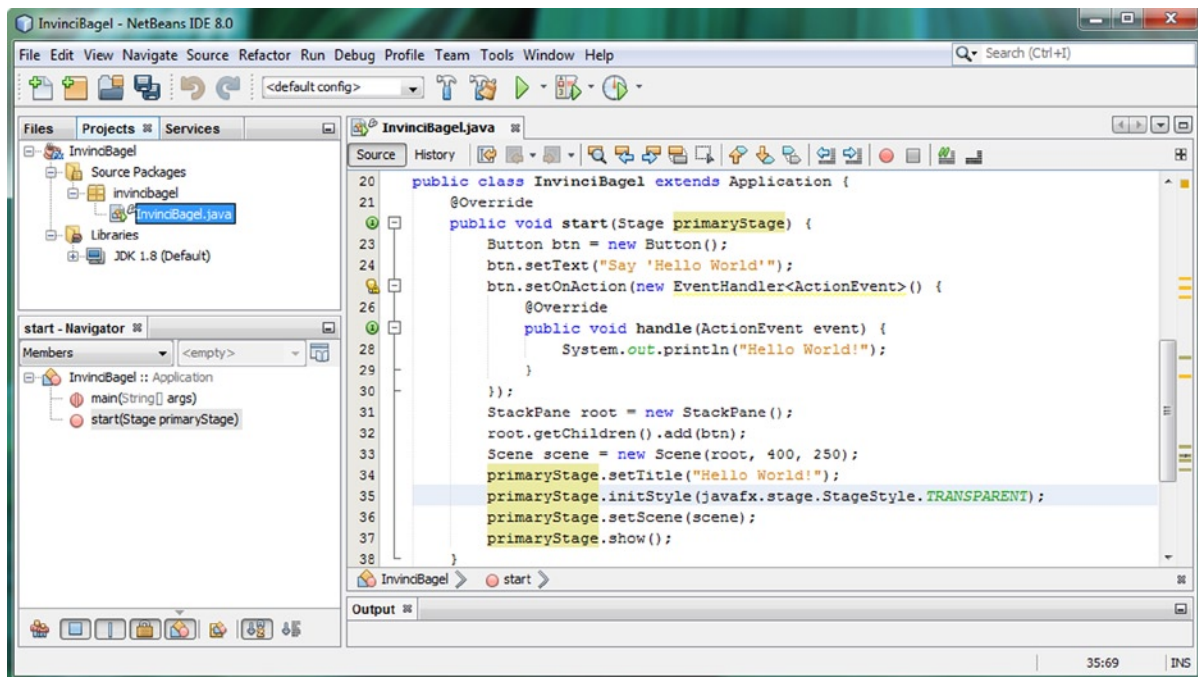 InvinciBagel - NetBeans IDE 8.0
File Edit View Navigate Source Refactor Run Debug Profile Team Tools Window Help
Search (Ctrl+I)
<default config>
Files Projects Services
InvinciBagel
Source Packages
invincibagel
InvinciBagel.java
Libraries
JDK 1.8 (Default)
start - Navigator
Members <empty>
InvinciBagel :: Application
main(String[] args)
start(Stage primaryStage)
InvinciBagel.java
Source History
20 public class InvinciBagel extends Application {
21 @Override
public void start(Stage primaryStage) {
23 Button btn = new Button();
24 btn.setText("Say 'Hello World'");
btn.setOnAction(new EventHandler<ActionEvent>() {
26 @Override
public void handle(ActionEvent event) {
28 System.out.println("Hello World!");
29 }
30 });
31 StackPane root = new StackPane();
32 root.getChildren().add(btn);
33 Scene scene = new Scene(root, 400, 250);
34 primaryStage.setTitle("Hello World!");
35 primaryStage.initStyle(javafx.stage.StageStyle.TRANSPARENT);
36 primaryStage.setScene(scene);
37 primaryStage.show();
38 }
InvinciBagel start
Output
35:69 INS